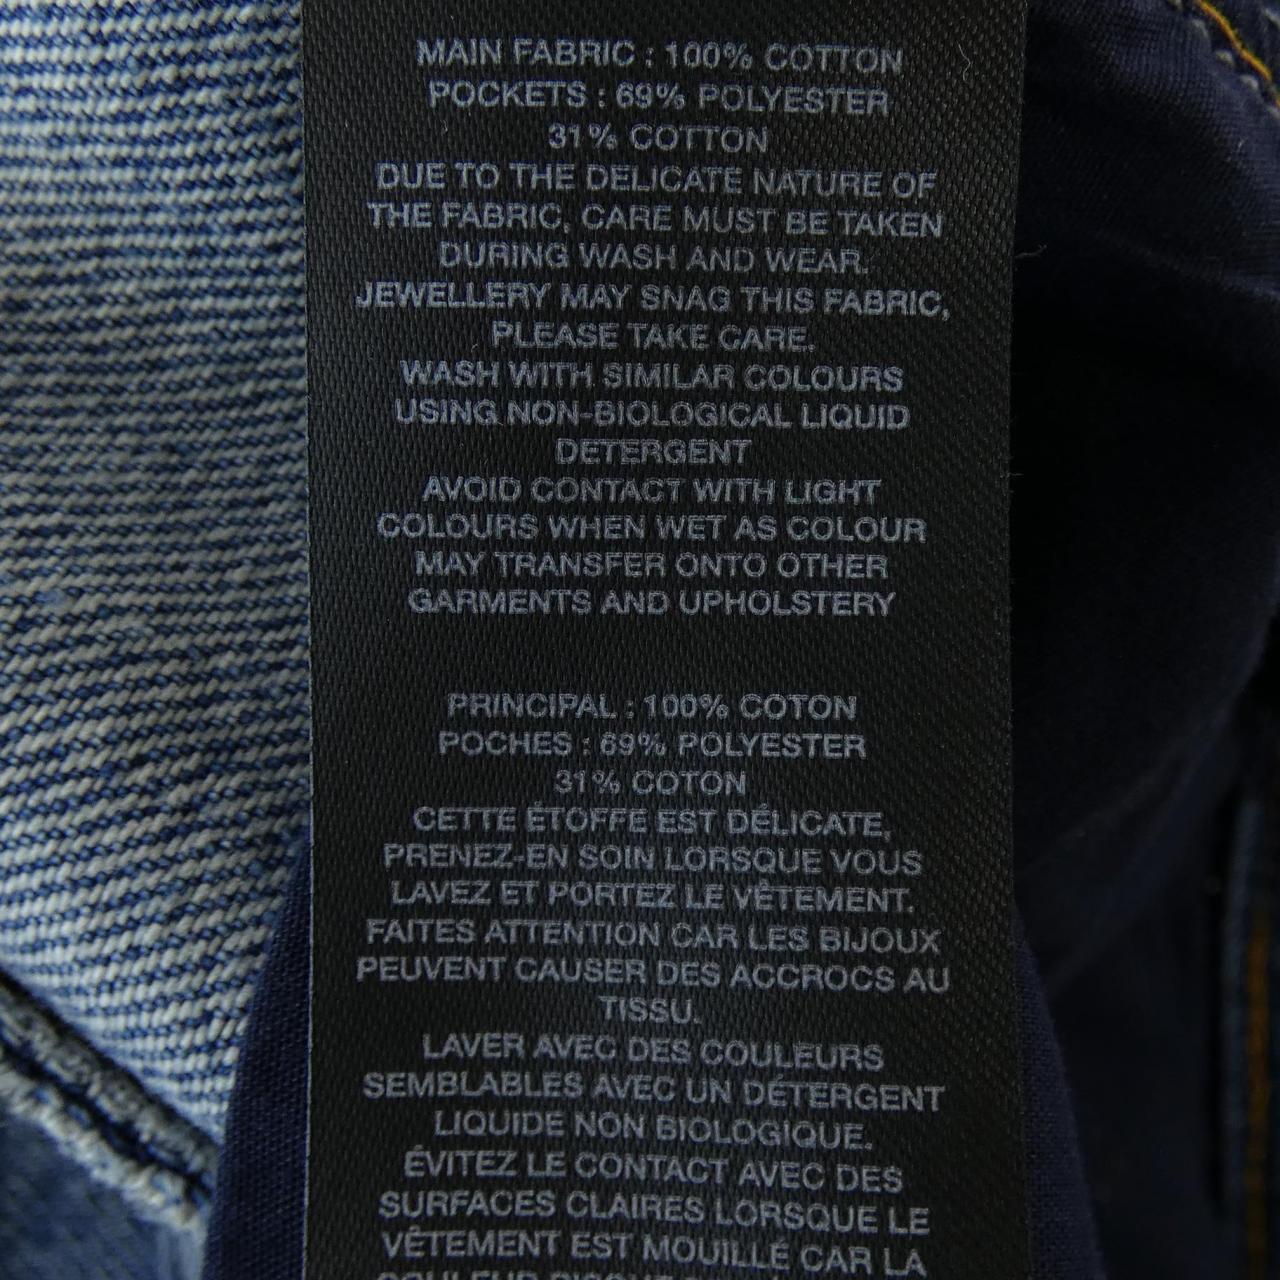 MAIN FABRIC : 100% COTTON
POCKETS : 69% POLYESTER
31% COTTON
DUE TO THE DELICATE NATURE OF
THE FABRIC, CARE MUST BE TAKEN
DURING WASH AND WEAR.
JEWELLERY MAY SNAG THIS FABRIC,
PLEASE TAKE CARE.
WASH WITH SIMILAR COLOURS
USING NON-BIOLOGICAL LIQUID
DETERGENT
AVOID CONTACT WITH LIGHT
COLOURS WHEN WET AS COLOUR
MAY TRANSFER ONTO OTHER
GARMENTS AND UPHOLSTERY
PRINCIPAL : 100% COTON
POCHES : 69% POLYESTER
31% COTON
CETTE ÉTOFFE EST DÉLICATE,
PRENEZ-EN SOIN LORSQUE VOUS
LAVEZ ET PORTEZ LE VÊTEMENT.
FAITES ATTENTION CAR LES BIJOUX
PEUVENT CAUSER DES ACCROCS AU
TISSU.
LAVER AVEC DES COULEURS
SEMBLABLES AVEC UN DÉTERGENT
LIQUIDE NON BIOLOGIQUE.
ÉVITEZ LE CONTACT AVEC DES
SURFACES CLAIRES LORSQUE LE
VÊTEMENT EST MOUILLÉ CAR LA